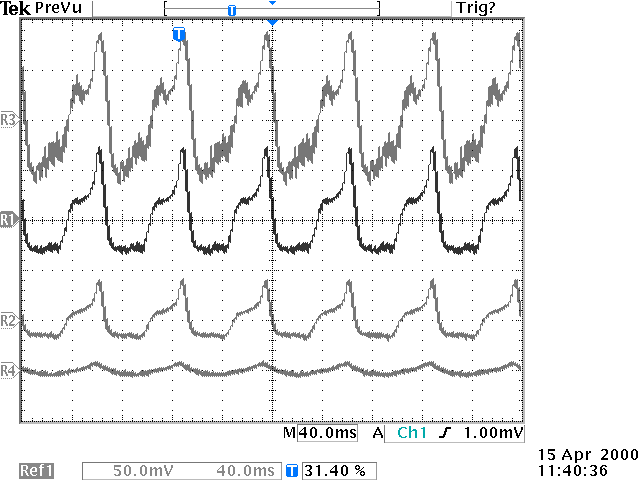 Tek PreVu T Trig?
T
R3
R1
R2
R4
M 40.0ms A Ch1 1.00mV
Ref1 50.0mV 40.0ms T 31.40 %
15 Apr 2000
11:40:36